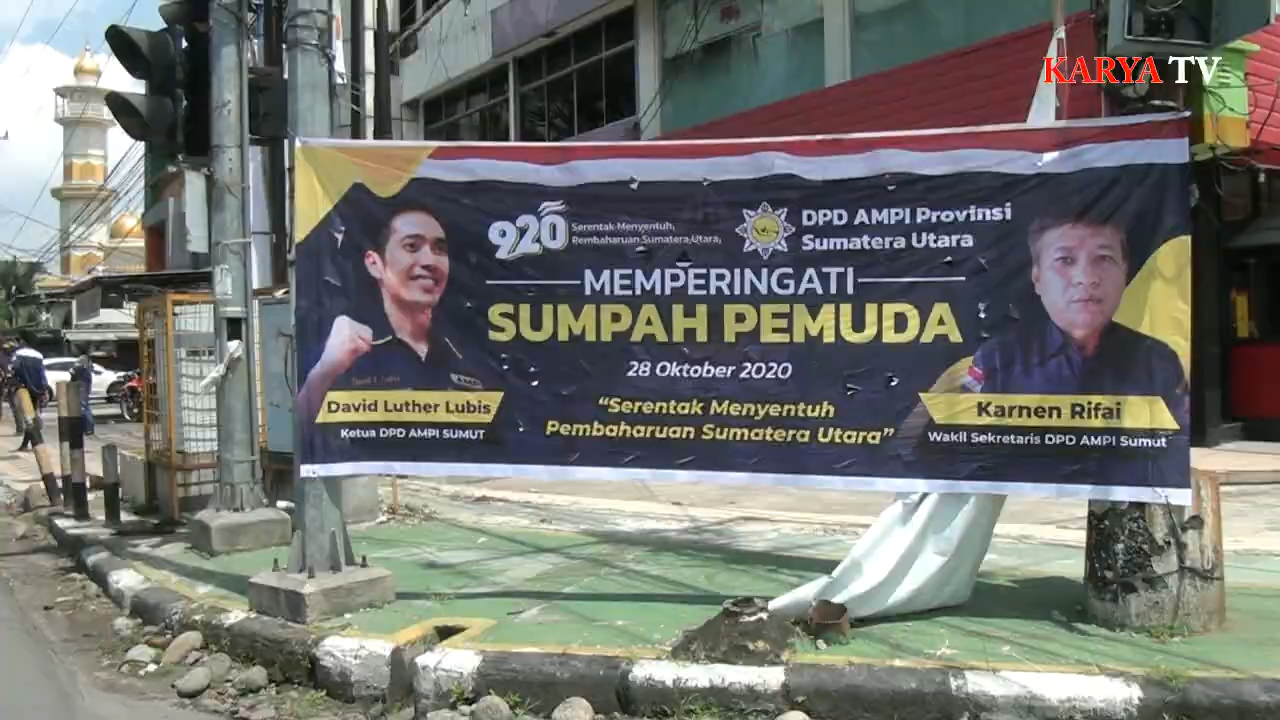 KARYA TV
920 Serentak Menyentuh,
Pembaharuan Sumatera Utara,
DPD AMPI Provinsi
Sumatera Utara
MEMPERINGATI
SUMPAH PEMUDA
28 Oktober 2020
"Serentak Menyentuh
Pembaharuan Sumatera Utara"
David Luther Lubis
Ketua DPD AMPI SUMUT
Karnen Rifai
Wakil Sekretaris DPD AMPI Sumut